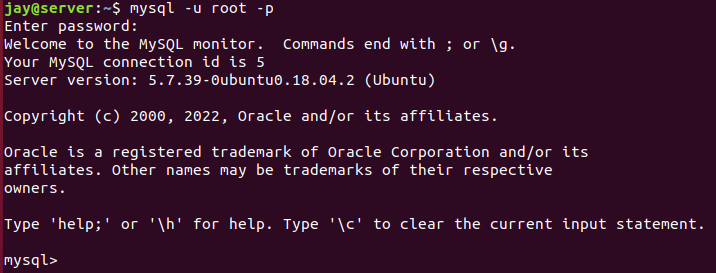 jay@server:~$ mysql -u root -p
Enter password:
Welcome to the MySQL monitor.  Commands end with ; or \g.
Your MySQL connection id is 5
Server version: 5.7.39-0ubuntu0.18.04.2 (Ubuntu)

Copyright (c) 2000, 2022, Oracle and/or its affiliates.

Oracle is a registered trademark of Oracle Corporation and/or its
affiliates. Other names may be trademarks of their respective
owners.

Type 'help;' or '\h' for help. Type '\c' to clear the current input statement.

mysql>